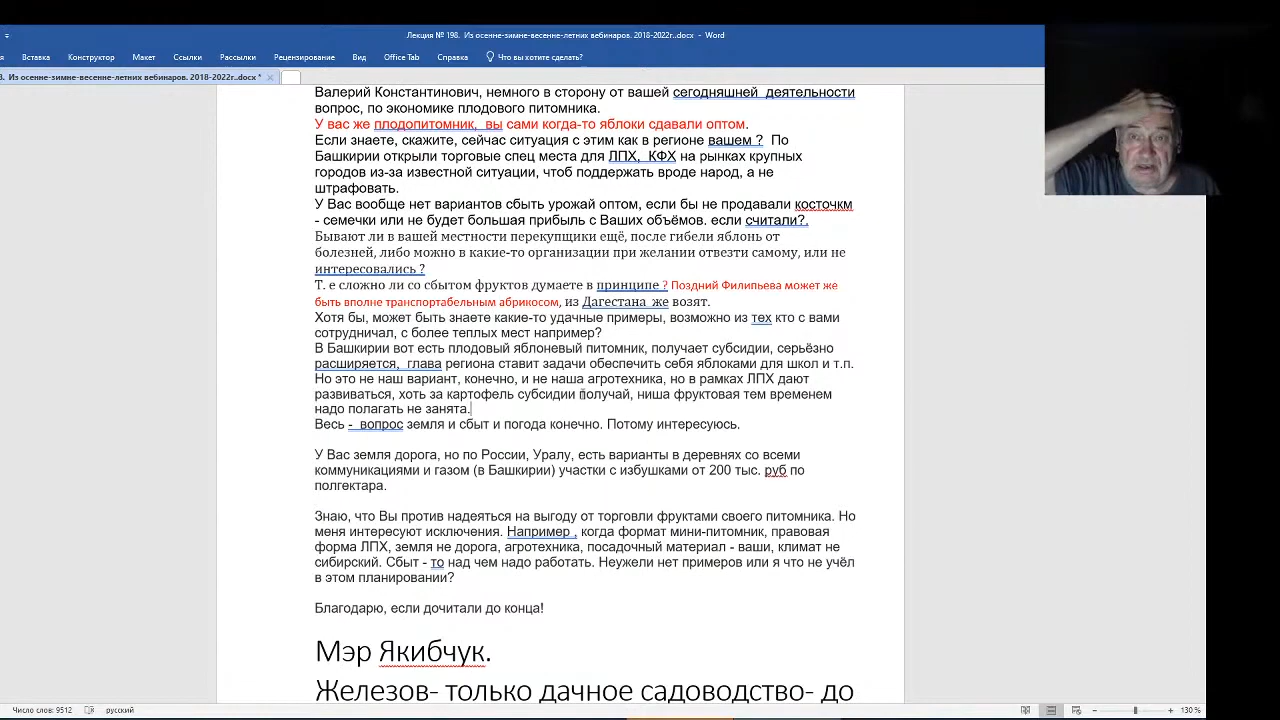 Лекция № 198. Из осенне-зимне-весенне-летних вебинаров. 2018-2022г..docx - Word
Вставка Конструктор Макет Ссылки Рассылки Рецензирование Вид Office Tab Справка Что вы хотите сделать?
Из осенне-зимне-весенне-летних вебинаров. 2018-2022г..docx *
Валерий Константинович, немного в сторону от вашей сегодняшней деятельности
вопрос, по экономике плодового питомника.
У вас же плодопитомник, вы сами когда-то яблоки сдавали оптом.
Если знаете, скажите, сейчас ситуация с этим как в регионе вашем ? По
Башкирии открыли торговые спец места для ЛПХ, КФХ на рынках крупных
городов из-за известной ситуации, чтоб поддержать вроде народ, а не
штрафовать.
У Вас вообще нет вариантов сбыть урожай оптом, если бы не продавали косточкм
- семечки или не будет большая прибыль с Ваших объёмов. если считали?.
Бывают ли в вашей местности перекупщики ещё, после гибели яблонь от
болезней, либо можно в какие-то организации при желании отвезти самому, или не
интересовались ?
Т. е сложно ли со сбытом фруктов думаете в принципе ? Поздний Филипьева может же
быть вполне транспортабельным абрикосом, из Дагестана же возят.
Хотя бы, может быть знаете какие-то удачные примеры, возможно из тех кто с вами
сотрудничал, с более теплых мест например?
В Башкирии вот есть плодовый яблоневый питомник, получает субсидии, серьёзно
расширяется, глава региона ставит задачи обеспечить себя яблоками для школ и т.п.
Но это не наш вариант, конечно, и не наша агротехника, но в рамках ЛПХ дают
развиваться, хоть за картофель субсидии получай, ниша фруктовая тем временем
надо полагать не занята.
Весь - вопрос земля и сбыт и погода конечно. Потому интересуюсь.
У Вас земля дорога, но по России, Уралу, есть варианты в деревнях со всеми
коммуникациями и газом (в Башкирии) участки с избушками от 200 тыс. руб по
полгектара.
Знаю, что Вы против надеяться на выгоду от торговли фруктами своего питомника. Но
меня интересуют исключения. Например , когда формат мини-питомник, правовая
форма ЛПХ, земля не дорога, агротехника, посадочный материал - ваши, климат не
сибирский. Сбыт - то над чем надо работать. Неужели нет примеров или я что не учёл
в этом планировании?
Благодарю, если дочитали до конца!
Мэр Якибчук.
Железов- только дачное садоводство- до
Число слов: 9512 русский 130 %